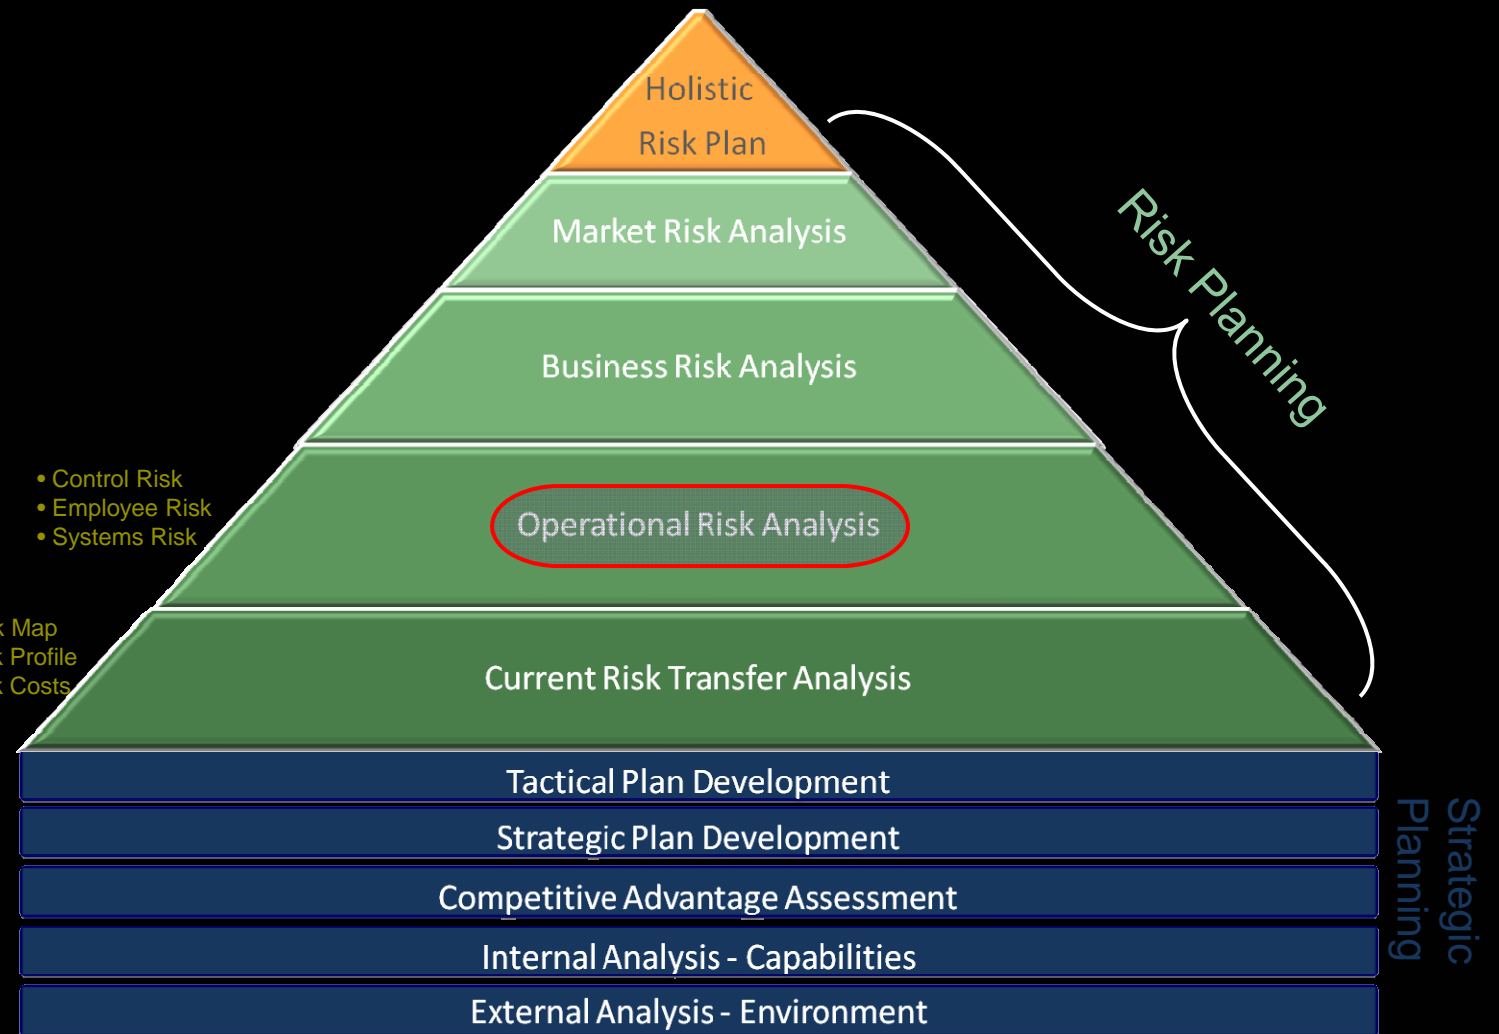 Holistic
Risk Plan
Market Risk Analysis
Risk Planning
Business Risk Analysis
• Control Risk
• Employee Risk
• Systems Risk
Operational Risk Analysis
Map
Profile
Costs
Current Risk Transfer Analysis
Tactical Plan Development
Strategic Plan Development
Competitive Advantage Assessment
Internal Analysis - Capabilities
External Analysis - Environment
Strategic
Planning